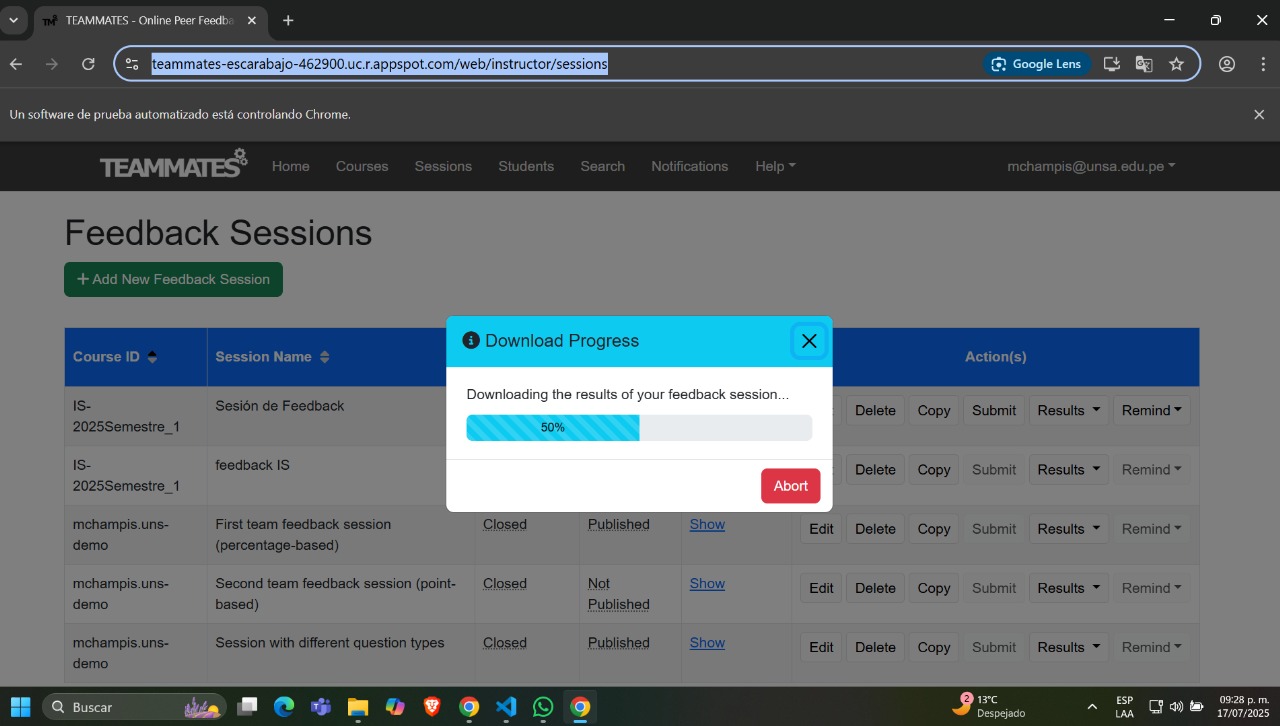 TEAMMATES - Online Peer Feedba
teammates-escarabajo-462900.uc.r.appspot.com/web/instructor/sessions
Google Lens
Un software de prueba automatizado está controlando Chrome.
TEAMMATES Home Courses Sessions Students Search Notifications Help mchampis@unsa.edu.pe
Feedback Sessions
+ Add New Feedback Session
Course ID Session Name Action(s)
Download Progress
Downloading the results of your feedback session...
50%
Abort
IS-
2025Semestre_1
Sesión de Feedback
Delete Copy Submit Results Remind
IS-
2025Semestre_1
feedback IS
Delete Copy Submit Results Remind
mchampis.uns-
demo
First team feedback session
(percentage-based)
Closed
Published
Show
Edit Delete Copy Submit Results Remind
mchampis.uns-
demo
Second team feedback session (point-
based)
Closed
Not
Published
Show
Edit Delete Copy Submit Results Remind
mchampis.uns-
demo
Session with different question types
Closed
Published
Show
Edit Delete Copy Submit Results Remind
Buscar
2
13°C
Despejado
ESP
LAA
09:28 p. m.
17/07/2025